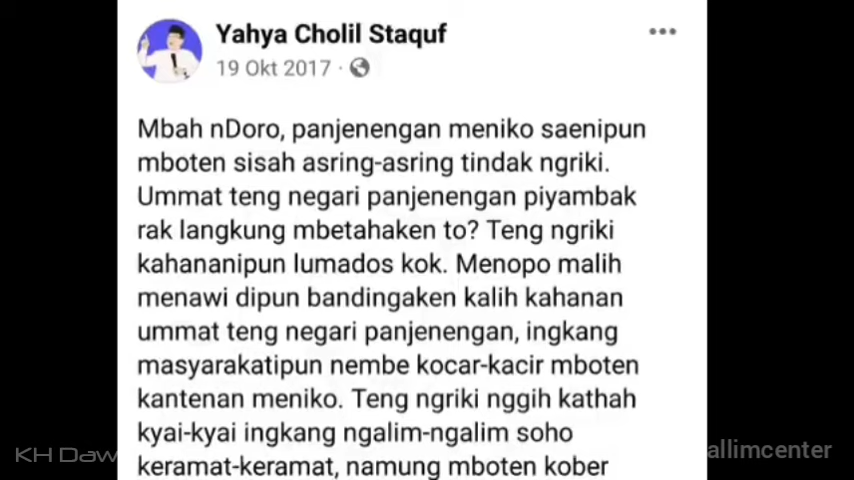 Yahya Cholil Staquf
19 Okt 2017 ·
Mbah nDoro, panjenengan meniko saenipun
mboten sisah asring-asring tindak ngriki.
Ummat teng negari panjenengan piyambak
rak langkung mbetahaken to? Teng ngriki
kahananipun lumados kok. Menopo malih
menawi dipun bandingaken kalih kahanan
ummat teng negari panjenengan, ingkang
masyarakatipun nembe kocar-kacir mboten
kantenan meniko. Teng ngriki nggih kathah
kyai-kyai ingkang ngalim-ngalim soho
keramat-keramat, namung mboten kober
KH Daw
allimcenter